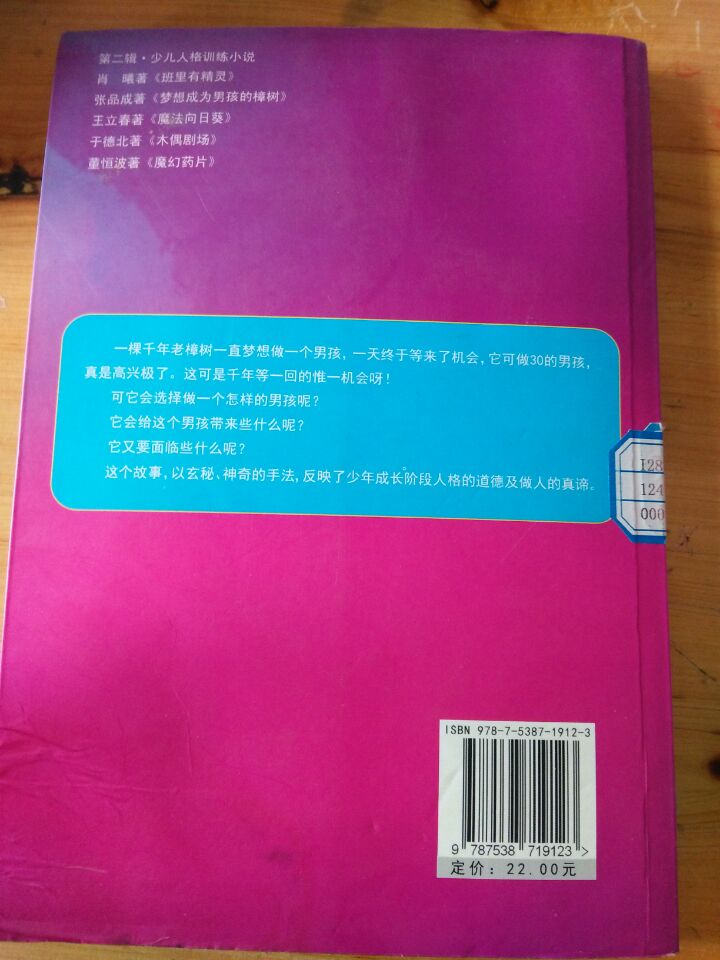 第二辑·少儿人格训练小说
肖 曦著《班里有精灵》
张品成著《梦想成为男孩的樟树》
王立春著《魔法向日葵》
于德北著《木偶剧场》
董恒波著《魔幻药片》
一棵千年老樟树一直梦想做一个男孩，一天终于等来了机会，它可做30的男孩，
真是高兴极了。这可是千年等一回的惟一机会呀！
可它会选择做一个怎样的男孩呢？
它会给这个男孩带来些什么呢？
它又要面临些什么呢？
这个故事，以玄秘、神奇的手法，反映了少年成长阶段人格的道德及做人的真谛。
I28
124
000
ISBN 978-7-5387-1912-3
9 787538 719123 >
定价：22.00元